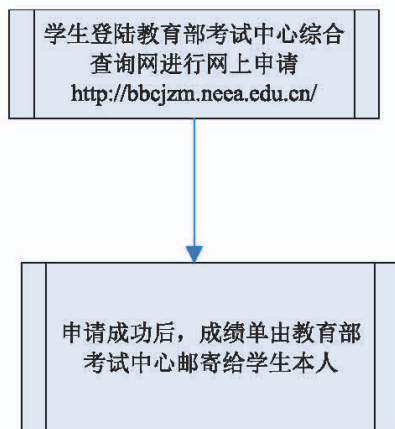 学生登陆教育部考试中心综合
查询网进行网上申请
http://bbcjzm.neea.edu.cn/
申请成功后，成绩单由教育部
考试中心邮寄给学生本人